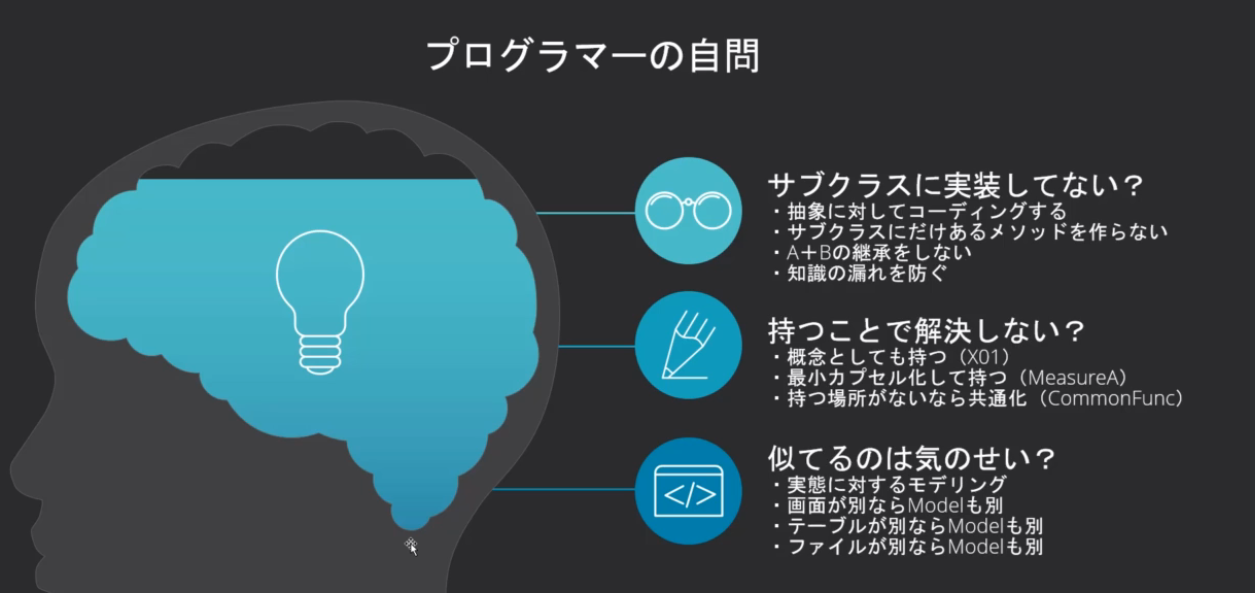 プログラマーの自問
サブクラスに実装してない？
・抽象に対してコーディングする
・サブクラスにだけあるメソッドを作らない
・A＋Bの継承をしない
・知識の漏れを防ぐ
持つことで解決しない？
・概念としても持つ（X01）
・最小カプセル化して持つ（MeasureA）
・持つ場所がないなら共通化（CommonFunc）
</>
似てるのは気のせい？
・実態に対するモデリング
・画面が別ならModelも別
・テーブルが別ならModelも別
・ファイルが別ならModelも別